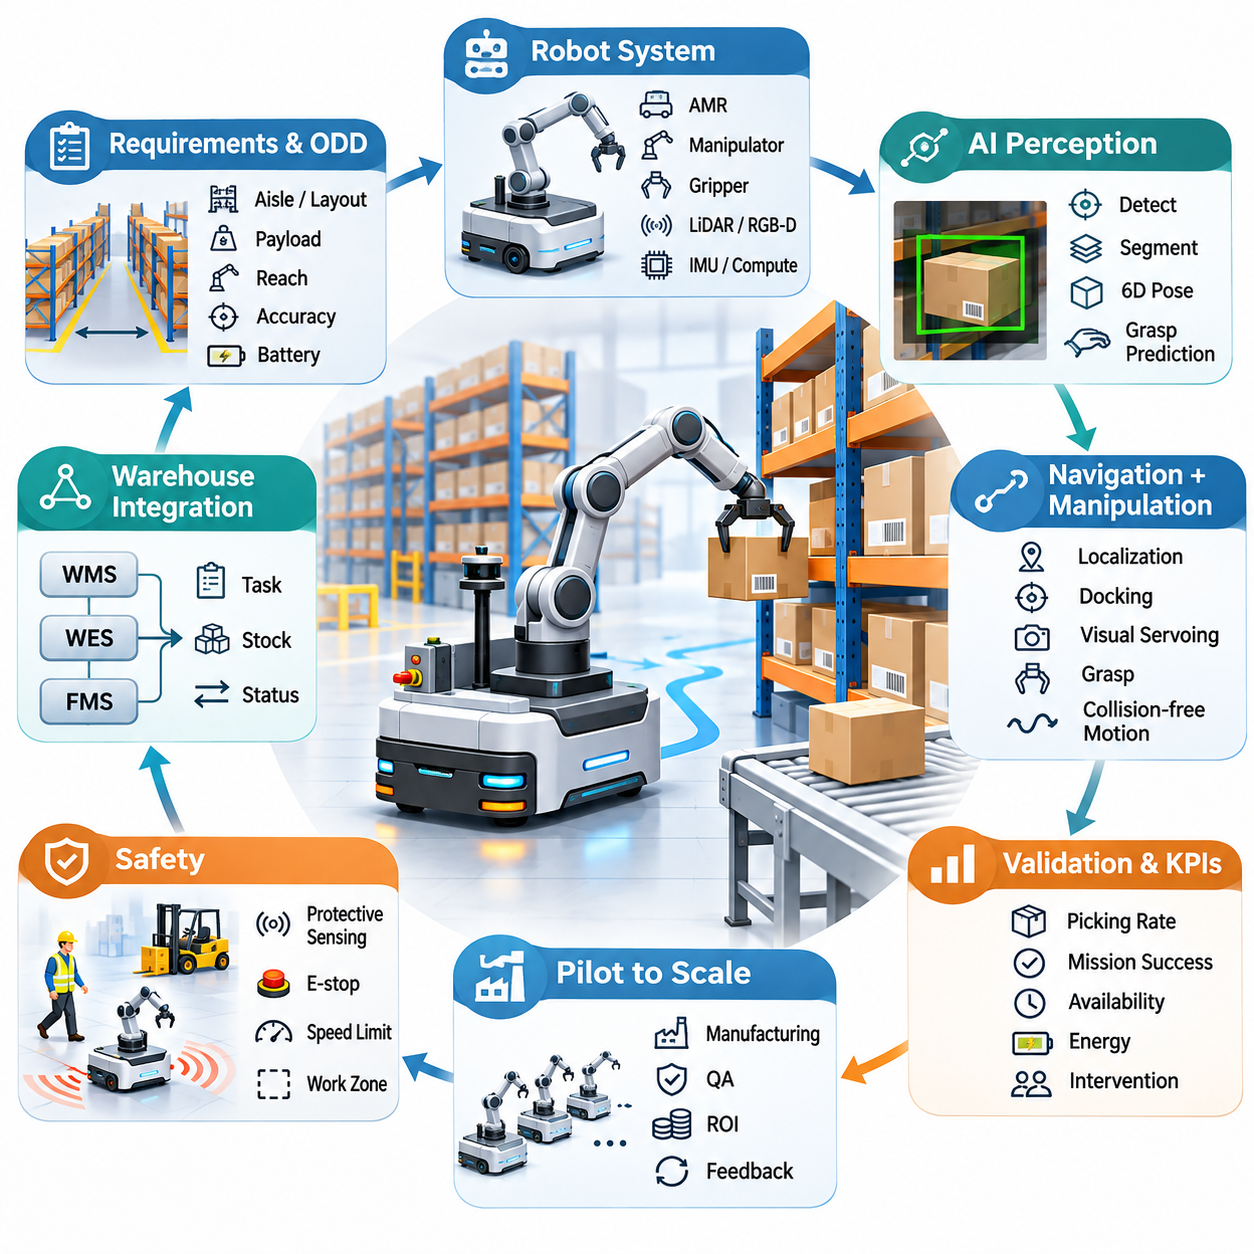 Robot System
AMR
Manipulator
Gripper
LiDAR / RGB-D
IMU / Compute
Requirements & ODD
Aisle / Layout
Payload
Reach
Accuracy
Battery
AI Perception
Detect
Segment
6D Pose
Grasp
Prediction
Warehouse
Integration
WMS
WES
FMS
Task
Stock
Status
Navigation +
Manipulation
Localization
Docking
Visual Servoing
Grasp
Collision-free
Motion
Safety
Protective
Sensing
E-stop
Speed Limit
Work Zone
Validation & KPIs
Picking Rate
Mission Success
Availability
Energy
Intervention
Pilot to Scale
Manufacturing
QA
ROI
Feedback